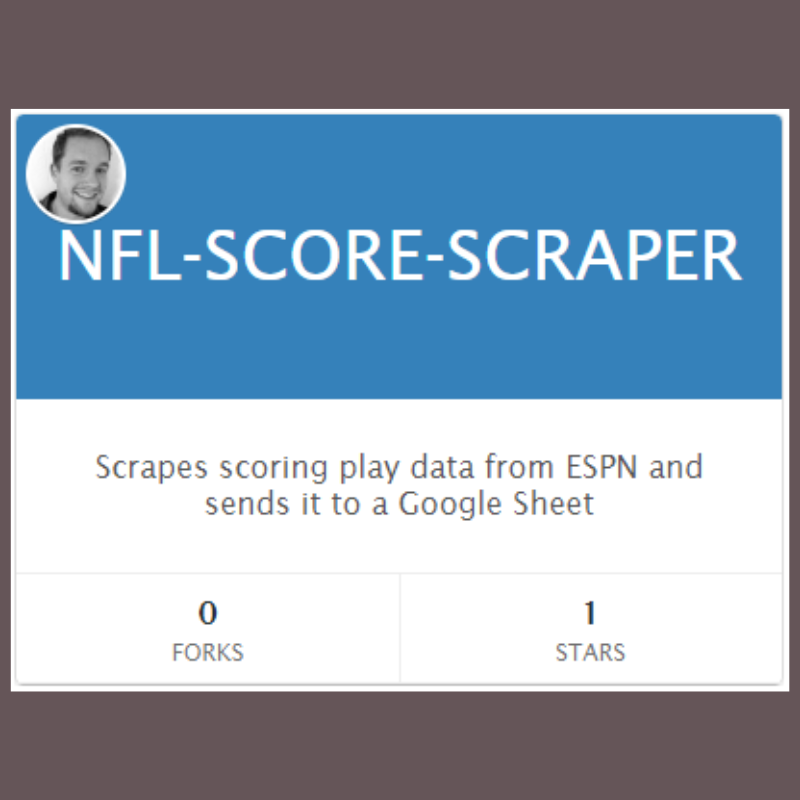 NFL-SCORE-SCRAPER
Scrapes scoring play data from ESPN and
sends it to a Google Sheet
0
FORKS
1
STARS